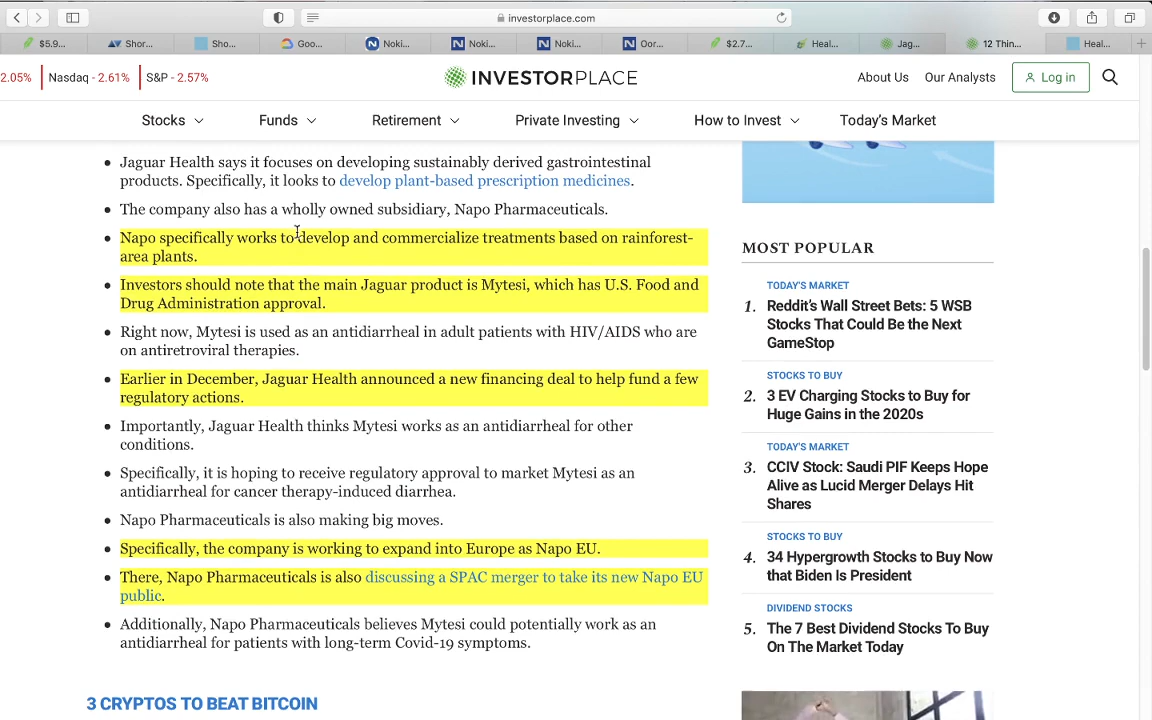 investorplace.com
$5.9...
Shor...
Sho...
Goo...
Noki...
Noki...
Noki...
Oor...
$2.7...
Heal...
Jag...
12 Thin...
Heal...
2.05% Nasdaq - 2.61% S&P - 2.57%
INVESTORPLACE
About Us Our Analysts Log in
Stocks Funds Retirement Private Investing How to Invest Today's Market
• Jaguar Health says it focuses on developing sustainably derived gastrointestinal
products. Specifically, it looks to develop plant-based prescription medicines.
• The company also has a wholly owned subsidiary, Napo Pharmaceuticals.
• Napo specifically works to develop and commercialize treatments based on rainforest-
area plants.
• Investors should note that the main Jaguar product is Mytesi, which has U.S. Food and
Drug Administration approval.
• Right now, Mytesi is used as an antidiarrheal in adult patients with HIV/AIDS who are
on antiretroviral therapies.
• Earlier in December, Jaguar Health announced a new financing deal to help fund a few
regulatory actions.
• Importantly, Jaguar Health thinks Mytesi works as an antidiarrheal for other
conditions.
• Specifically, it is hoping to receive regulatory approval to market Mytesi as an
antidiarrheal for cancer therapy-induced diarrhea.
• Napo Pharmaceuticals is also making big moves.
• Specifically, the company is working to expand into Europe as Napo EU.
• There, Napo Pharmaceuticals is also discussing a SPAC merger to take its new Napo EU
public.
• Additionally, Napo Pharmaceuticals believes Mytesi could potentially work as an
antidiarrheal for patients with long-term Covid-19 symptoms.
3 CRYPTOS TO BEAT BITCOIN
MOST POPULAR
TODAY'S MARKET
1. Reddit's Wall Street Bets: 5 WSB
Stocks That Could Be the Next
GameStop
STOCKS TO BUY
2. 3 EV Charging Stocks to Buy for
Huge Gains in the 2020s
TODAY'S MARKET
3. CCIV Stock: Saudi PIF Keeps Hope
Alive as Lucid Merger Delays Hit
Shares
STOCKS TO BUY
4. 34 Hypergrowth Stocks to Buy Now
that Biden Is President
DIVIDEND STOCKS
5. The 7 Best Dividend Stocks To Buy
On The Market Today